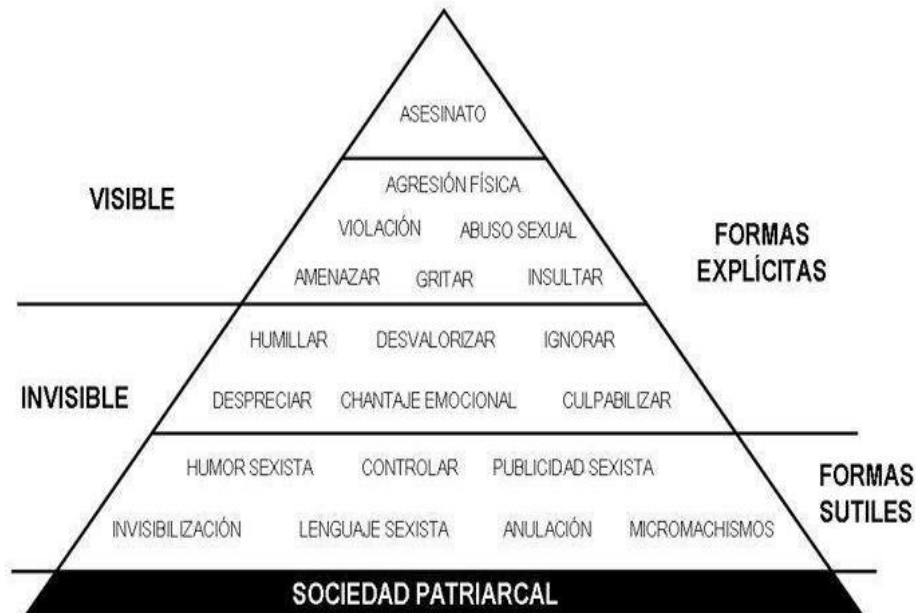 ASESINATO
AGRESIÓN FÍSICA
VISIBLE
VIOLACIÓN ABUSO SEXUAL
FORMAS
EXPLÍCITAS
AMENAZAR GRITAR INSULTAR
HUMILLAR DESVALORIZAR IGNORAR
INVISIBLE
DESPRECIAR CHANTAJE EMOCIONAL CULPABILIZAR
HUMOR SEXISTA CONTROLAR PUBLICIDAD SEXISTA
FORMAS
SUTILES
INVISIBILIZACIÓN LENGUAJE SEXISTA ANULACIÓN MICROMACHISMOS
SOCIEDAD PATRIARCAL